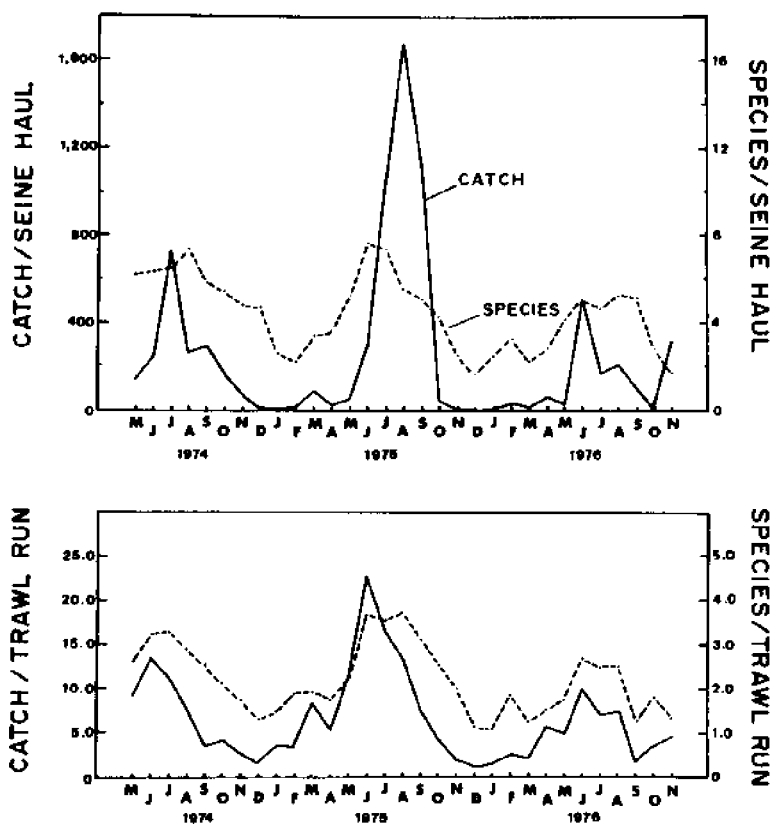 CATCH/SEINE HAUL
1,600
1,200
800
400
0
CATCH
SPECIES
16
12
8
4
0
SPECIES/SEINE HAUL
M J J A S O N D J F M A M J J A S O N D J F M A M J J A S O N
1974 1975 1976
CATCH / TRAWL RUN
25.0
20.0
15.0
10.0
5.0
0
5.0
4.0
3.0
2.0
1.0
0
SPECIES/TRAWL RUN
M J J A S O N D J F M A M J J A S O N D J F M A M J J A S O N
1974 1975 1976